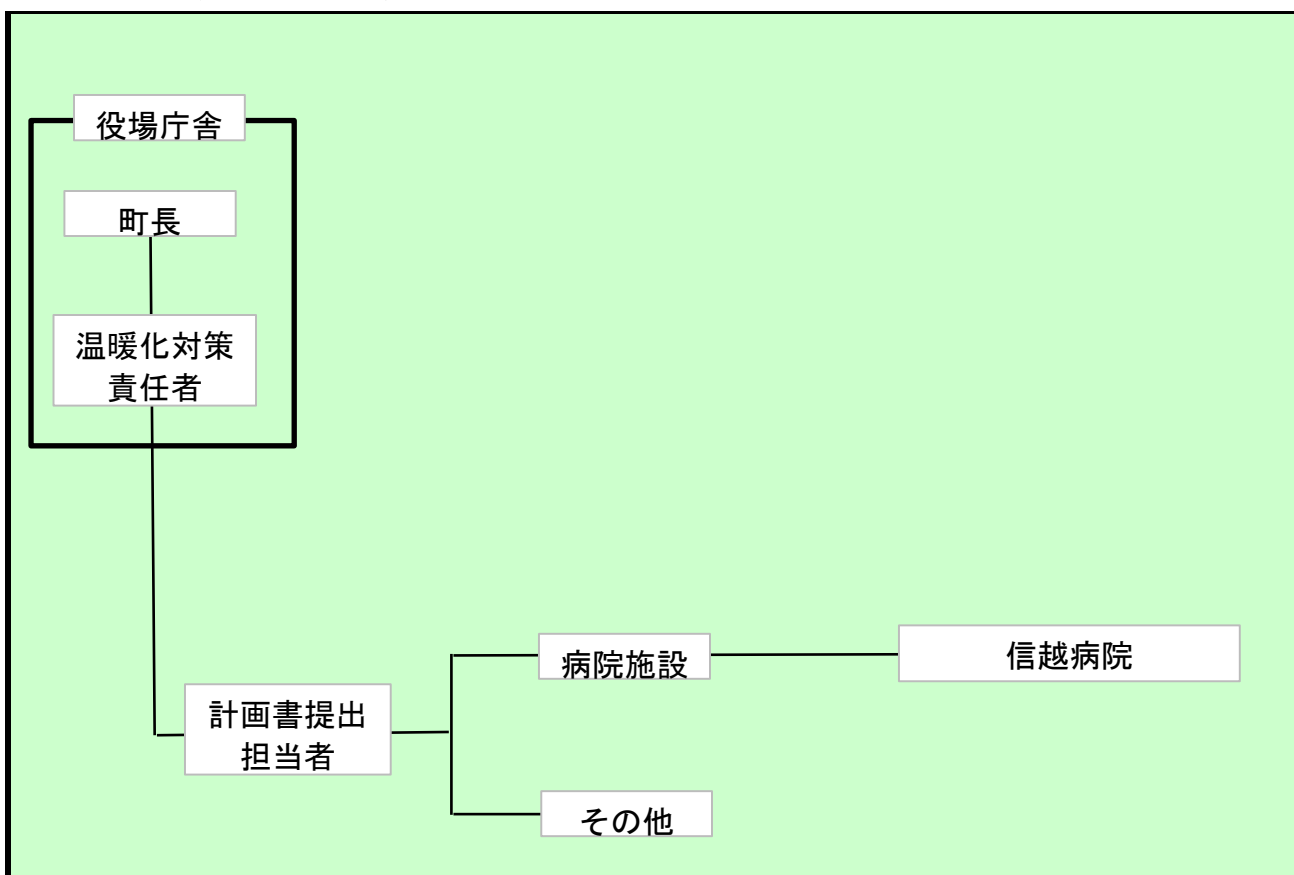 役場庁舎
町長
温暖化対策
責任者
計画書提出
担当者
病院施設
信越病院
その他